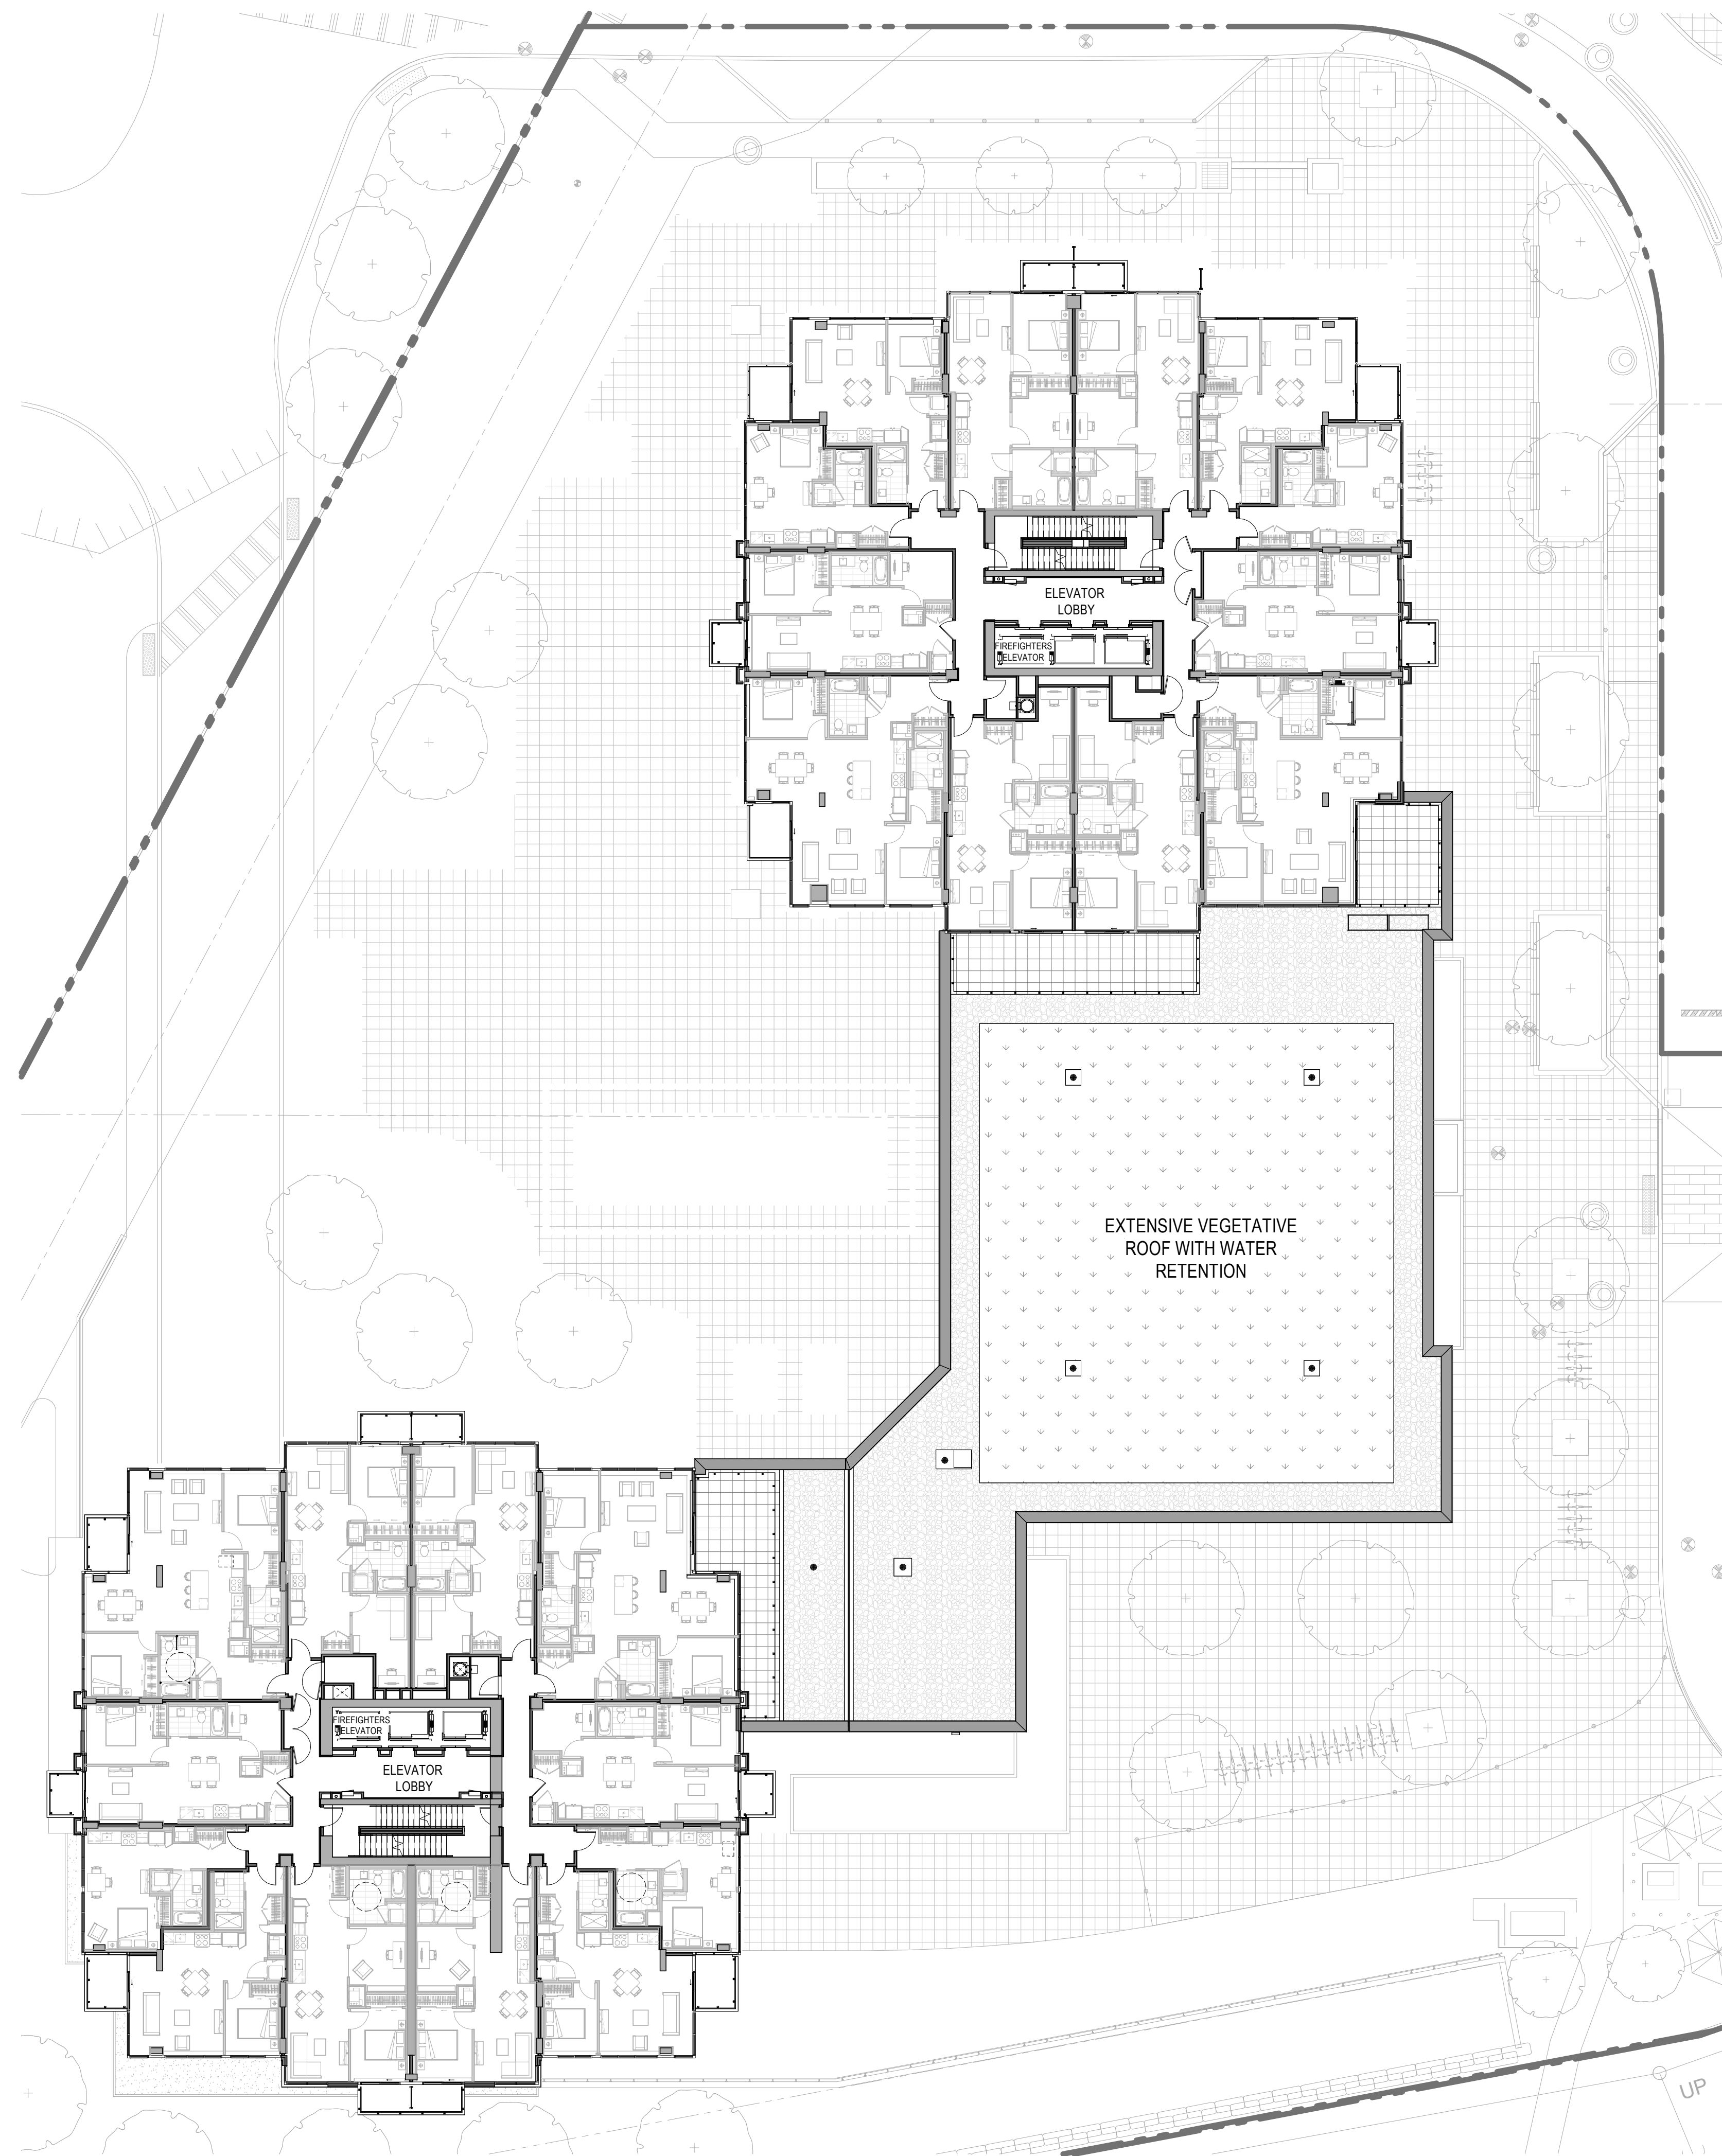 ELEVATOR
LOBBY
FIREFIGHTERS
ELEVATOR
EXTENSIVE VEGETATIVE
ROOF WITH WATER
RETENTION
FIREFIGHTERS
ELEVATOR
ELEVATOR
LOBBY
UP